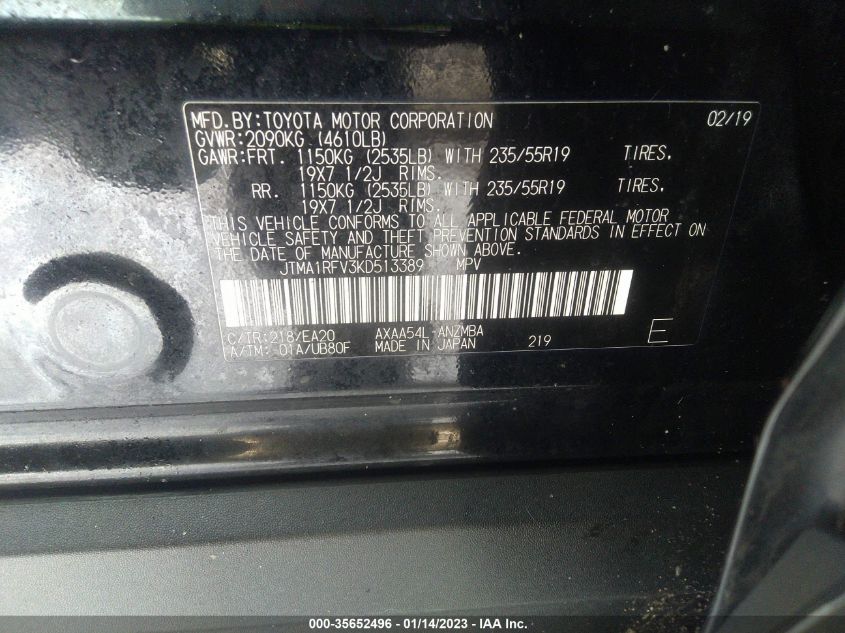 MFD.BY:TOYOTA MOTOR CORPORATION 02/19
GVWR:2090KG (4610LB)
GAWR:FRT. 1150KG (2535LB) WITH 235/55R19 TIRES.
19X7 1/2J RIMS.
RR. 1150KG (2535LB) WITH 235/55R19 TIRES.
19X7 1/2J RIMS.
THIS VEHICLE CONFORMS TO ALL APPLICABLE FEDERAL MOTOR
VEHICLE SAFETY AND THEFT PREVENTION STANDARDS IN EFFECT ON
THE DATE OF MANUFACTURE SHOWN ABOVE.
JTMA1RFV3KD513389 MPV
C/TR:218/EA20 AXAA54L-ANZMBA
A/TM: 01A/UB80F MADE IN JAPAN 219 E
000-35652496 - 01/14/2023 - IAA Inc.